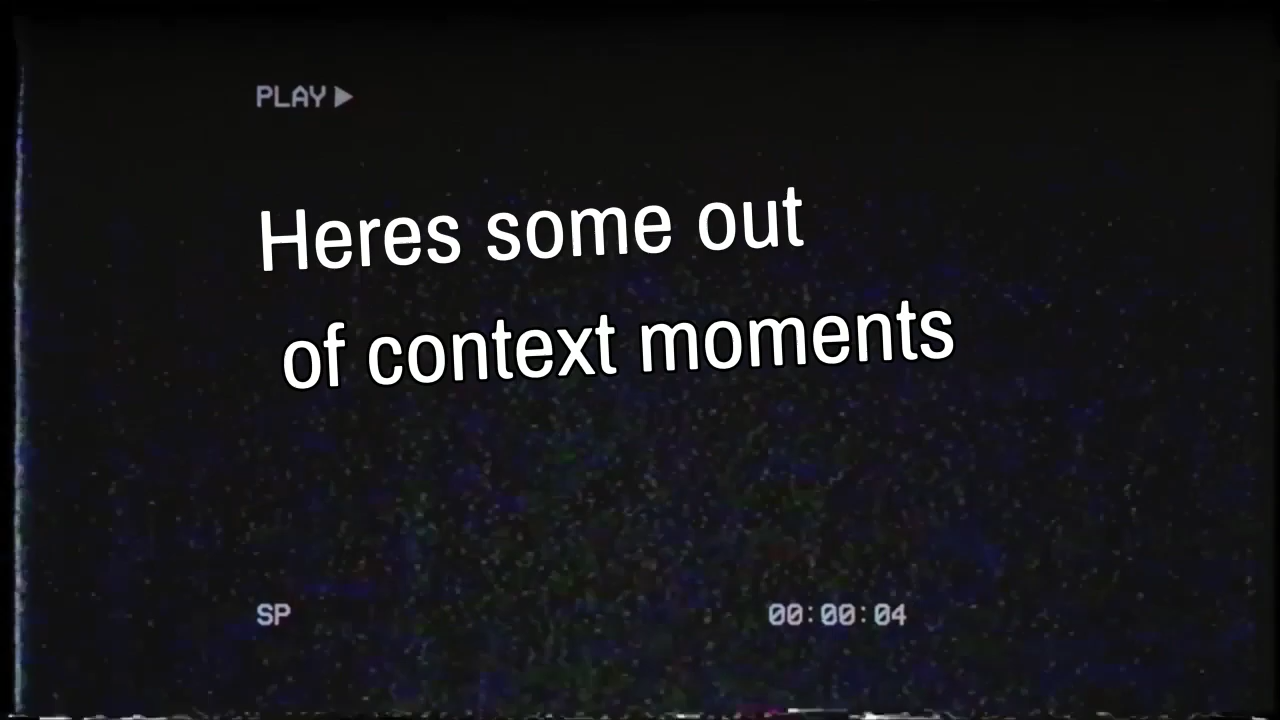 PLAY ▶
Heres some out
of context moments
SP
00:00:04